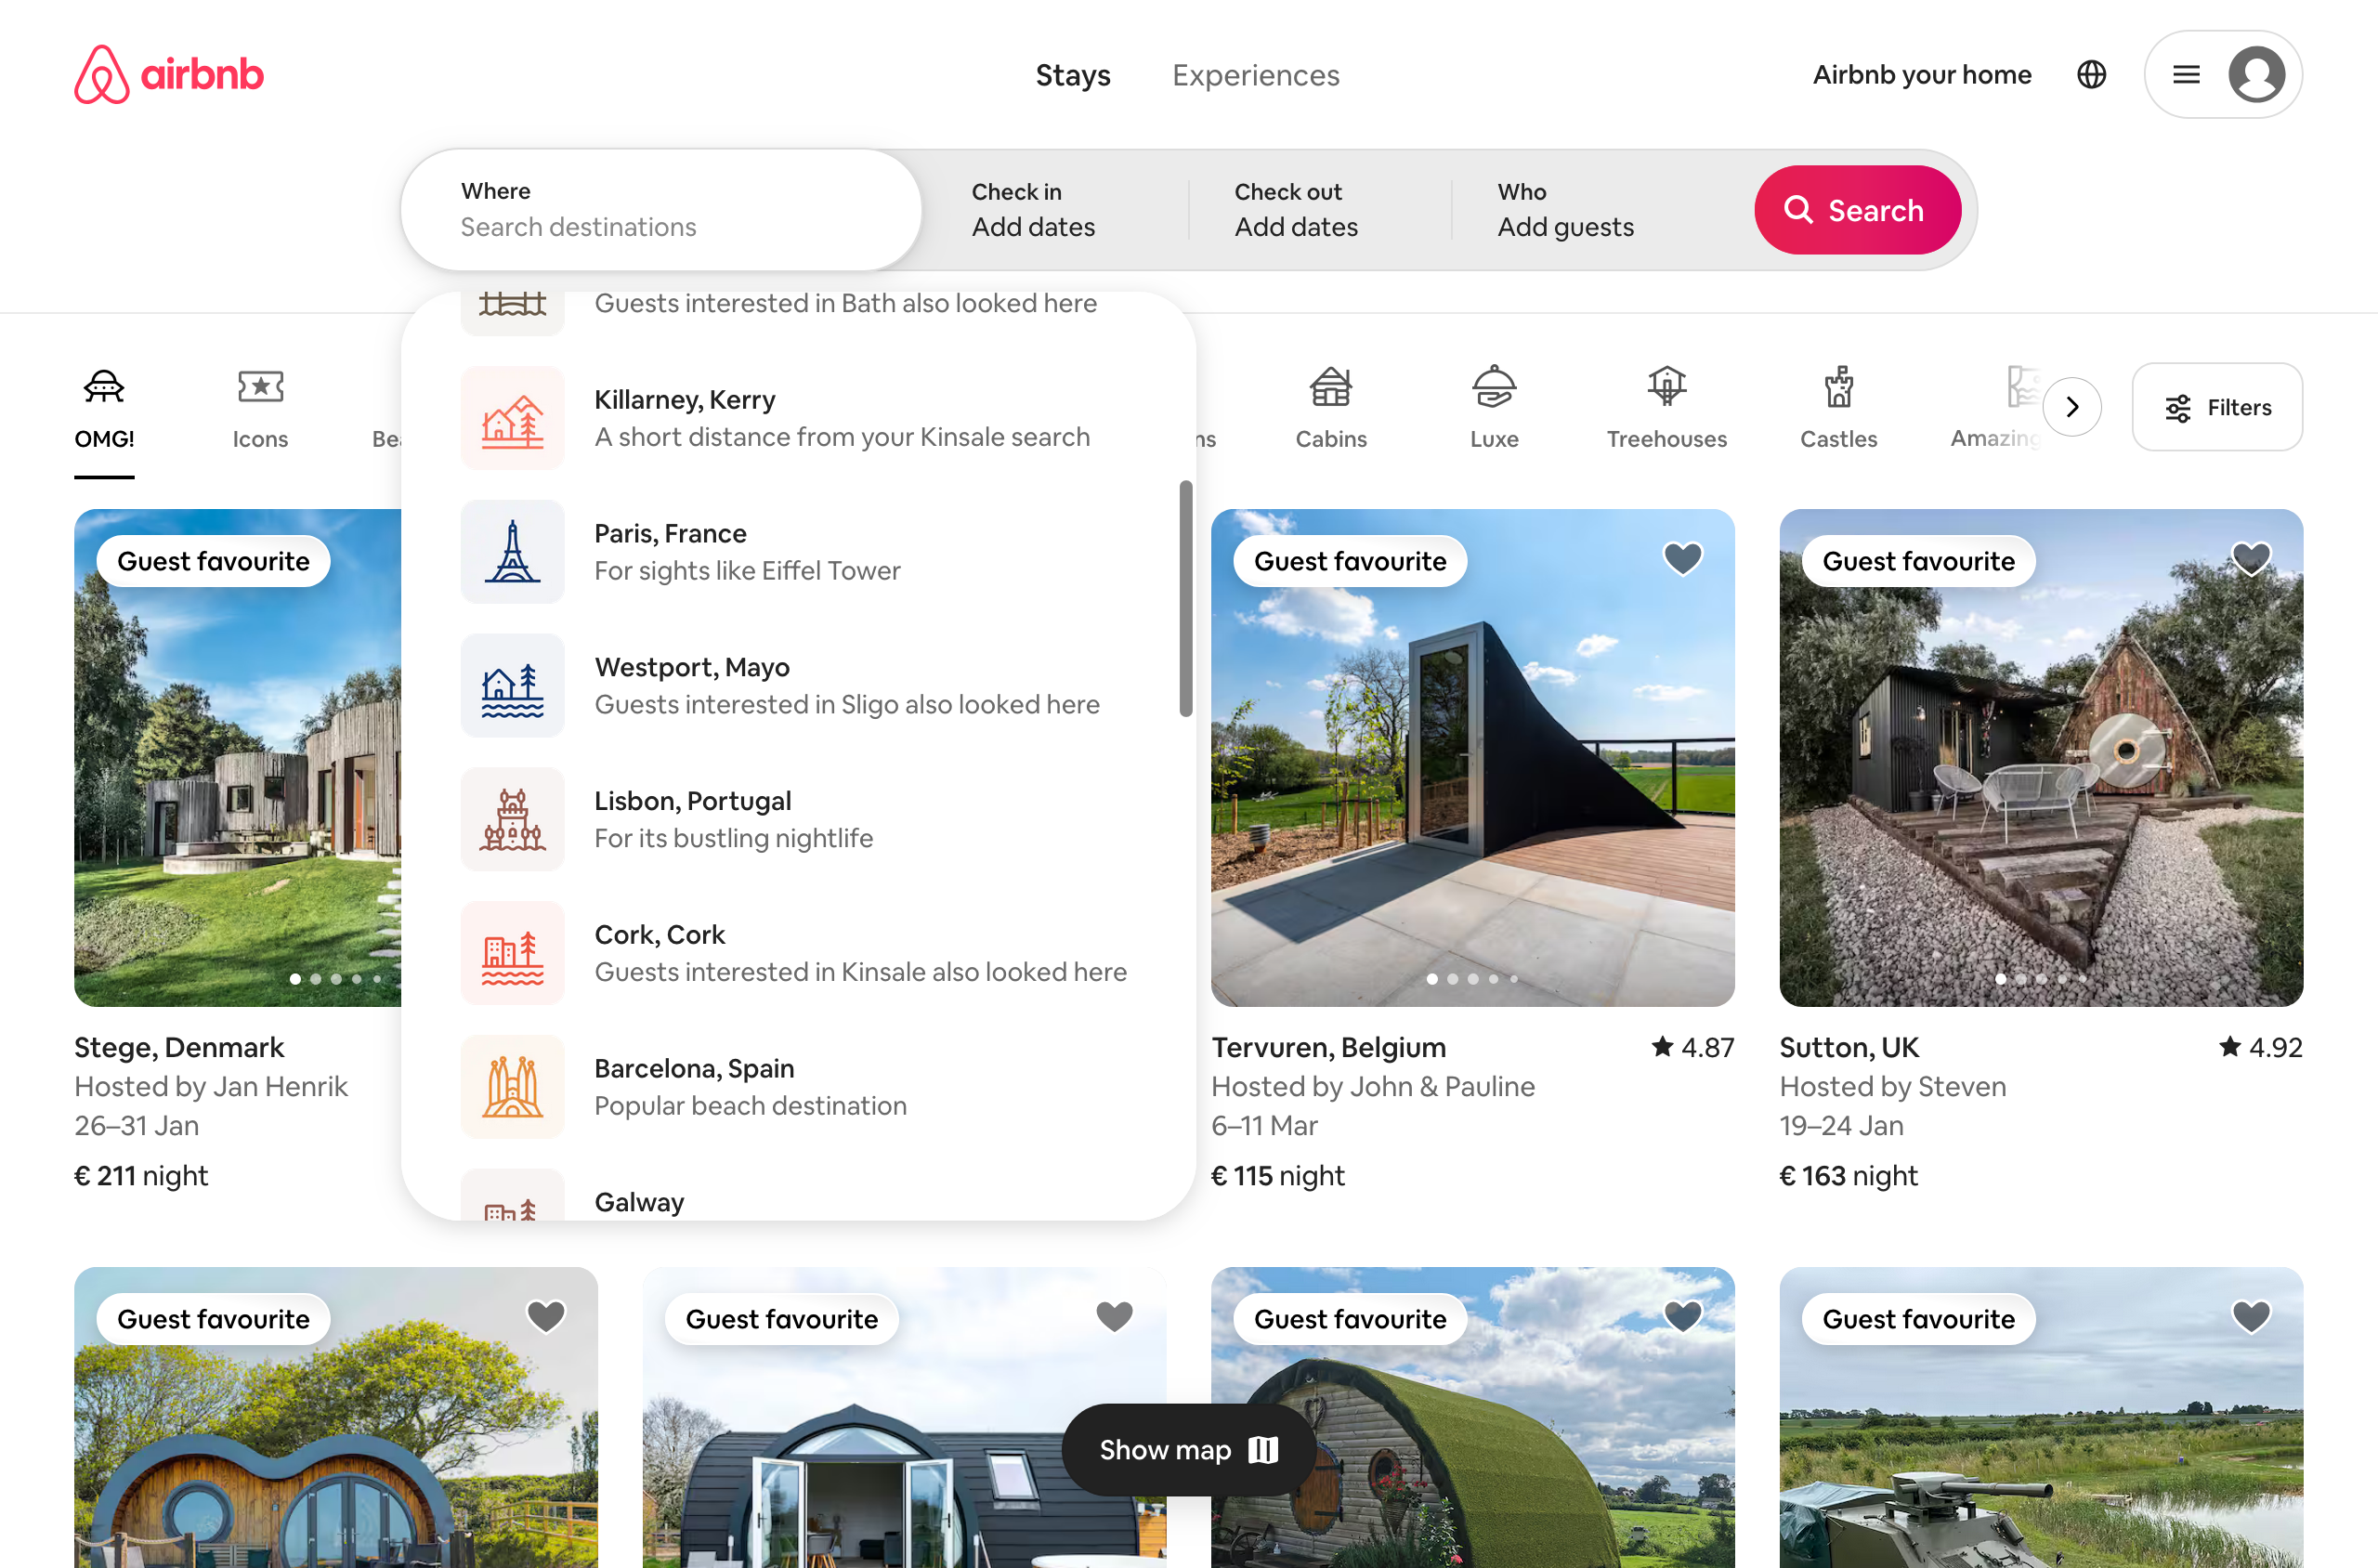 airbnb
Stays
Experiences
Airbnb your home
Where
Search destinations
Check in
Add dates
Check out
Add dates
Who
Add guests
Search
Guests interested in Bath also looked here
Killarney, Kerry
A short distance from your Kinsale search
Paris, France
For sights like Eiffel Tower
Westport, Mayo
Guests interested in Sligo also looked here
Lisbon, Portugal
For its bustling nightlife
Cork, Cork
Guests interested in Kinsale also looked here
Barcelona, Spain
Popular beach destination
Galway
OMG!
Icons
Cabins
Luxe
Treehouses
Castles
Amazing
Filters
Guest favourite
Guest favourite
Guest favourite
Stege, Denmark
Hosted by Jan Henrik
26–31 Jan
€ 211 night
Tervuren, Belgium
4.87
Hosted by John & Pauline
6–11 Mar
€ 115 night
Sutton, UK
4.92
Hosted by Steven
19–24 Jan
€ 163 night
Guest favourite
Guest favourite
Guest favourite
Guest favourite
Show map